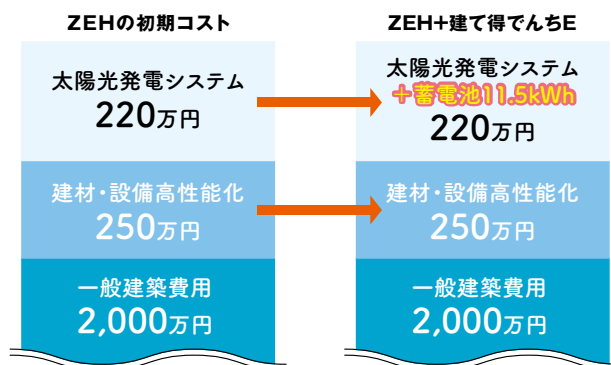 ZEHの初期コスト
太陽光発電システム
220万円
建材・設備高性能化
250万円
一般建築費用
2,000万円
ZEH+建て得でんちE
太陽光発電システム
+蓄電池11.5kWh
220万円
建材・設備高性能化
250万円
一般建築費用
2,000万円